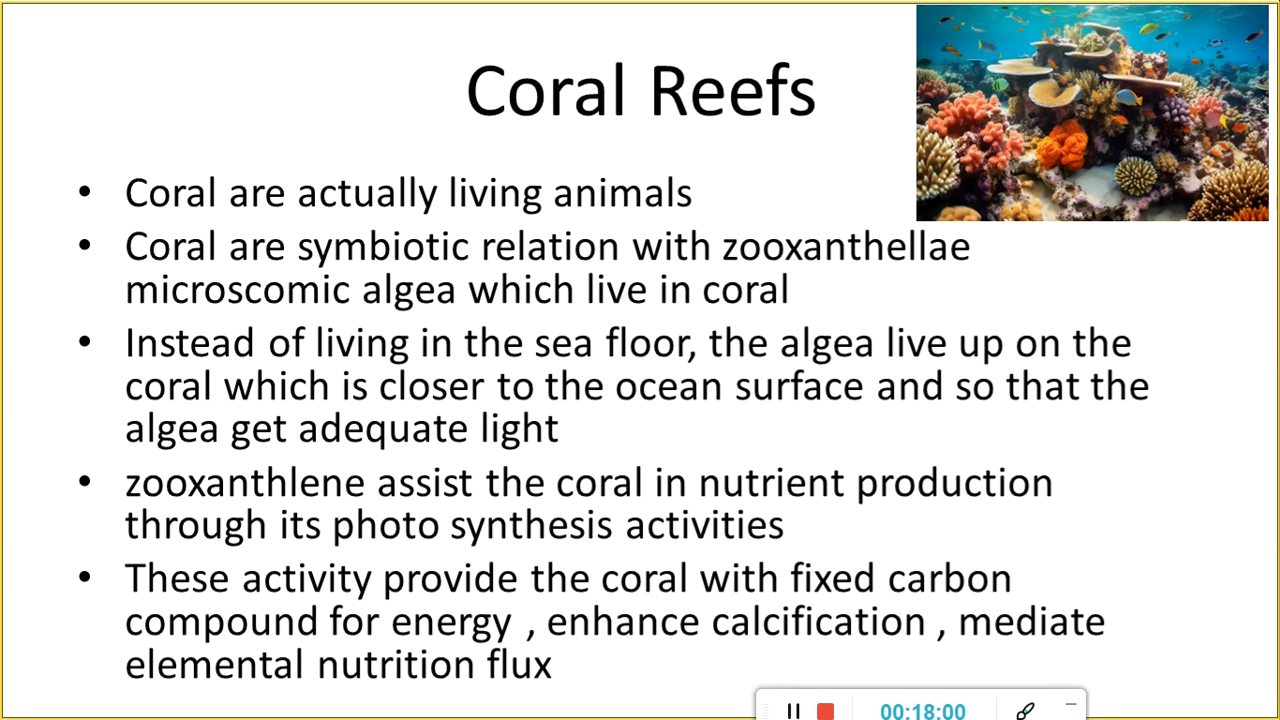 Coral Reefs
• Coral are actually living animals
• Coral are symbiotic relation with zooxanthellae
microscomic algea which live in coral
• Instead of living in the sea floor, the algea live up on the
coral which is closer to the ocean surface and so that the
algea get adequate light
• zooxanthlene assist the coral in nutrient production
through its photo synthesis activities
• These activity provide the coral with fixed carbon
compound for energy , enhance calcification , mediate
elemental nutrition flux
00:18:00